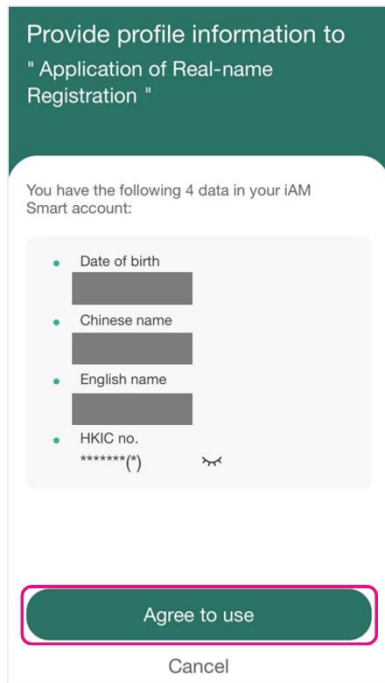 Provide profile information to
" Application of Real-name
Registration "
You have the following 4 data in your iAM
Smart account:
Date of birth
Chinese name
English name
HKIC no.
*******(*)
Agree to use
Cancel